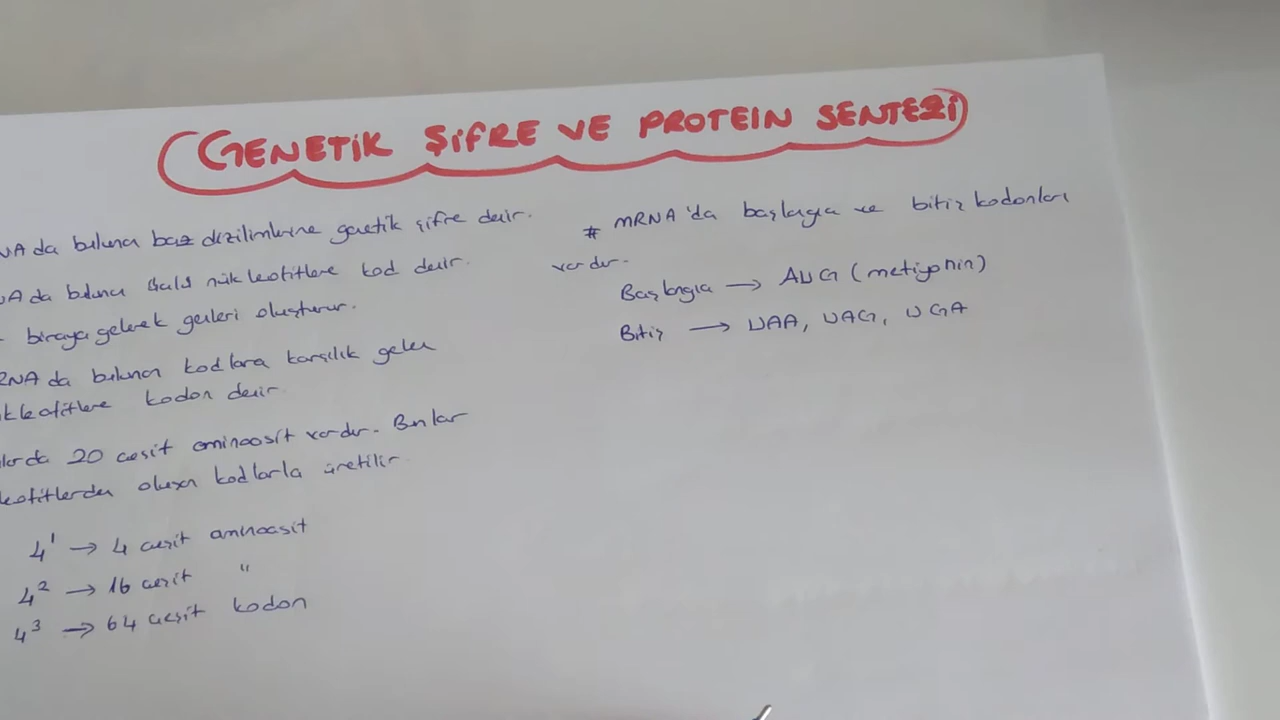 GENETİK ŞİFRE VE PROTEIN SENTEZİ
NA da bulunan baz dizilimlerine genetik şifre denir.
NA da bulunan üçlü nükleotitlere kod denir.
biraraya gelerek genleri oluşturur.
RNA da bulunan kodlara karşılık gelen
kleotitlere kodon denir.
larda 20 çeşit aminoasit vardır. Bunlar
leotitlerden oluşan kodlarla üretilir
4¹ → 4 çeşit aminoasit
4² → 16 çeşit "
4³ → 64 çeşit kodon
# mRNA'da başlangıç ve bitiş kodonları
vardır.
Başlangıç → AUG (metiyonin)
Bitiş → UAA, UAG, UGA